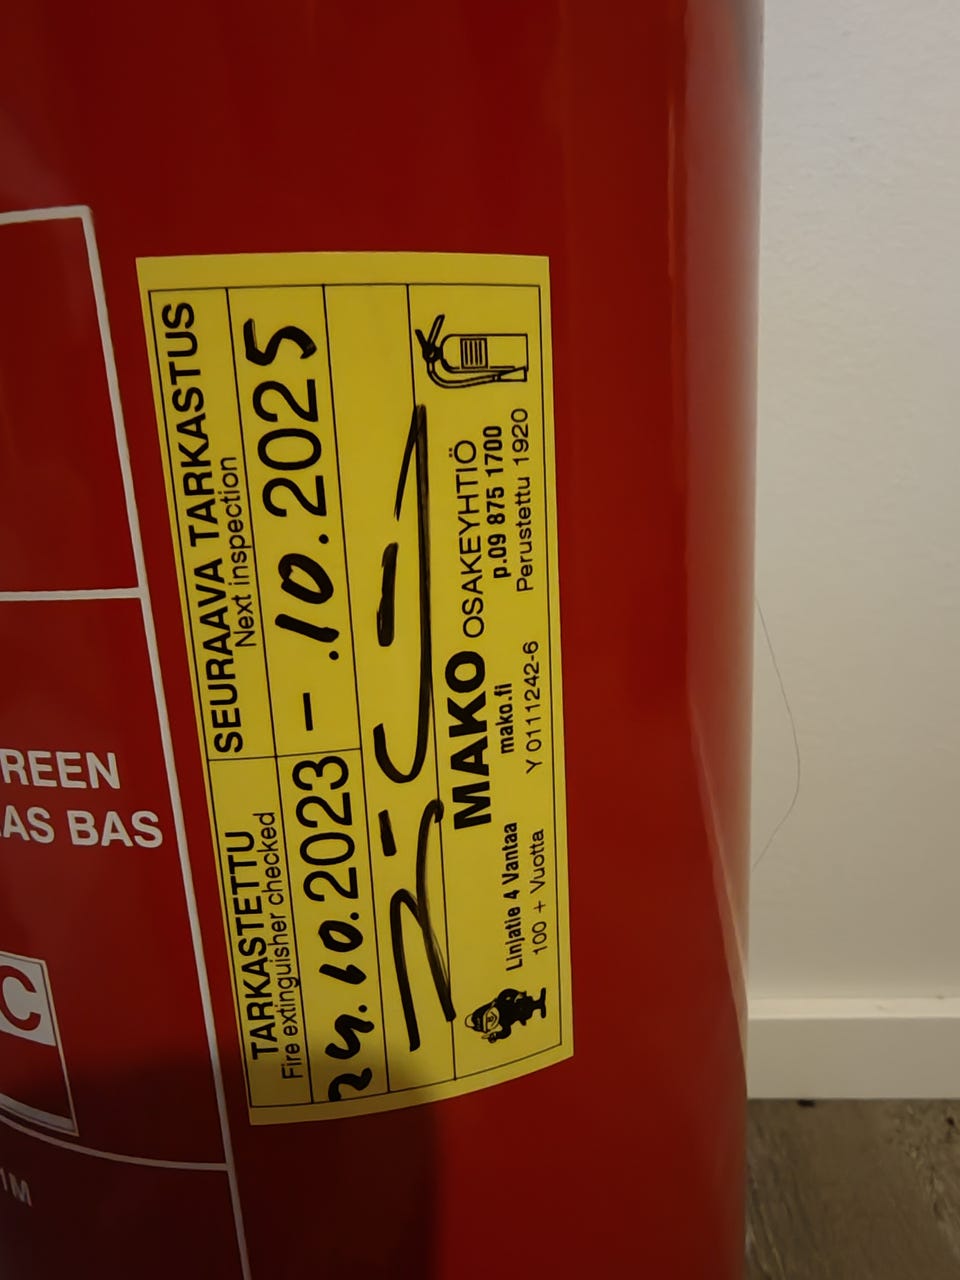 TARKASTETTU
Fire extinguisher checked
24.10.2023
SEURAAVA TARKASTUS
Next inspection
- .10.2025
MAKO OSAKEYHTIÖ
Linjatie 4 Vantaa mako.fi p.09 875 1700
100 + Vuotta Y 0111242-6 Perustettu 1920
REEN
AS BAS
C
1M